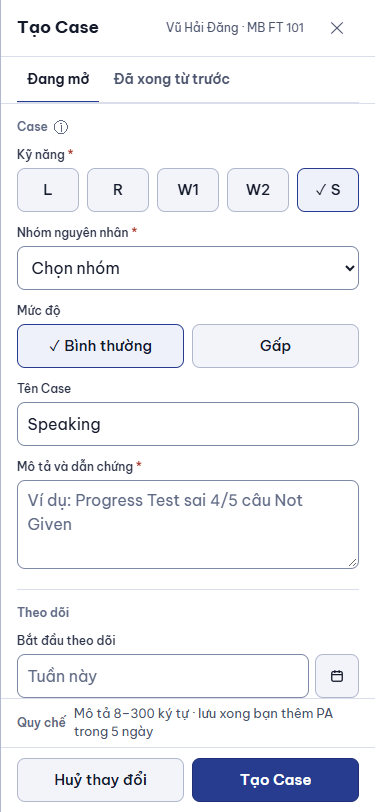 Tạo Case
Vũ Hải Đăng · MB FT 101
Đang mở
Đã xong từ trước
Case
Kỹ năng *
L
R
W1
W2
✓ S
Nhóm nguyên nhân *
Chọn nhóm
Mức độ
✓ Bình thường
Gấp
Tên Case
Speaking
Mô tả và dẫn chứng *
Ví dụ: Progress Test sai 4/5 câu Not
Given
Theo dõi
Bắt đầu theo dõi
Tuần này
Quy chế
Mô tả 8–300 ký tự · lưu xong bạn thêm PA
trong 5 ngày
Huỷ thay đổi
Tạo Case